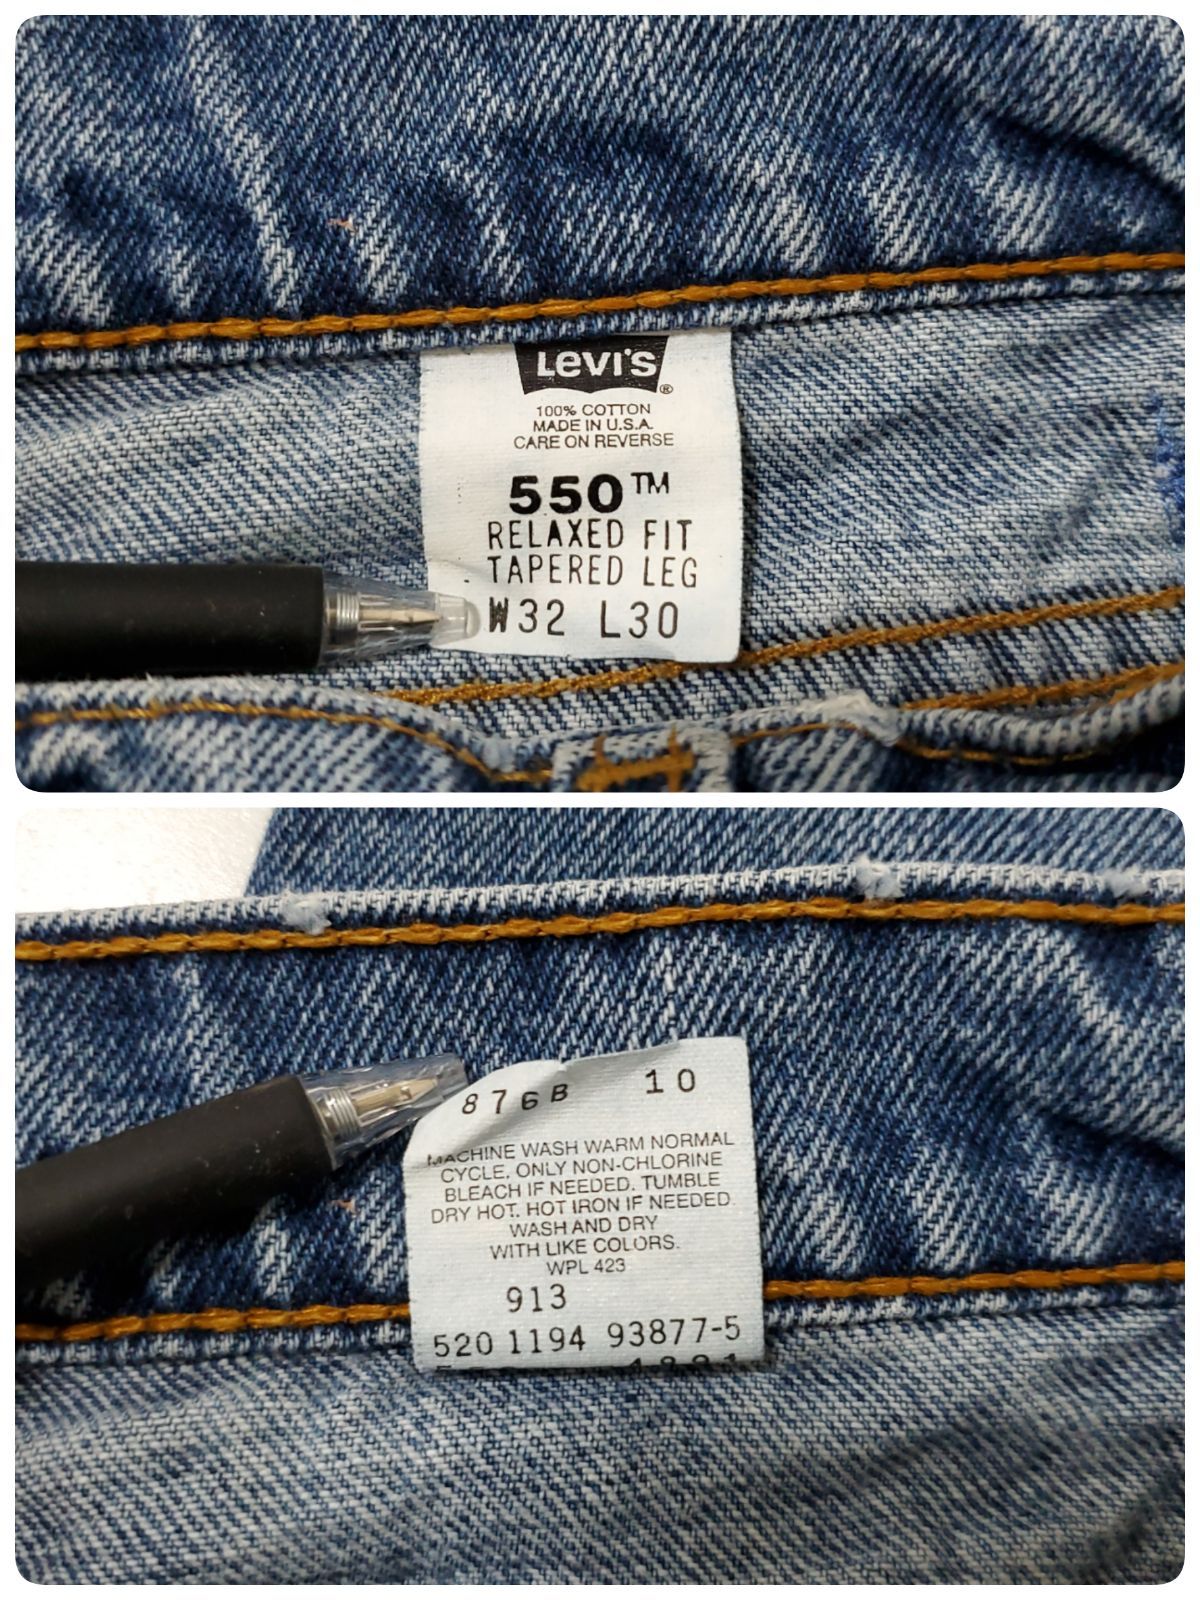 Levi's®
100% COTTON
MADE IN U.S.A.
CARE ON REVERSE
550™
RELAXED FIT
TAPERED LEG
W32 L30
876B 10
MACHINE WASH WARM NORMAL
CYCLE, ONLY NON-CHLORINE
BLEACH IF NEEDED. TUMBLE
DRY HOT. HOT IRON IF NEEDED.
WASH AND DRY
WITH LIKE COLORS.
WPL 423
913
520 1194 93877-5